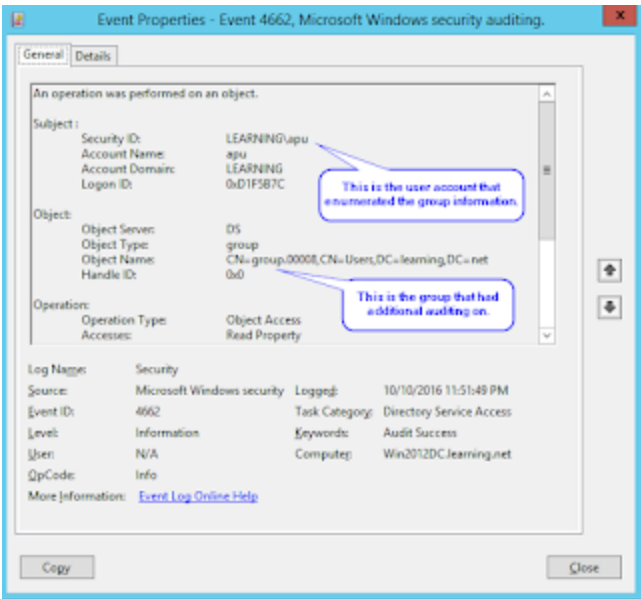 Event Properties - Event 4662, Microsoft Windows security auditing.
x
General Details
An operation was performed on an object.
Subject :
Security ID: LEARNING\apu
Account Name: apu
Account Domain: LEARNING
Logon ID: 0xD1F5B7C
This is the user account that
enumerated the group information.
Object:
Object Server: DS
Object Type: group
Object Name: CN=group.00008,CN=Users,DC=learning,DC=net
Handle ID: 0x0
This is the group that had
additional auditing on.
Operation:
Operation Type: Object Access
Accesses: Read Property
Log Name: Security
Source: Microsoft Windows security Logged: 10/10/2016 11:51:49 PM
Event ID: 4662 Task Category: Directory Service Access
Level: Information Keywords: Audit Success
User: N/A Computer: Win2012DC.learning.net
OpCode: Info
More Information: Event Log Online Help
Copy Close